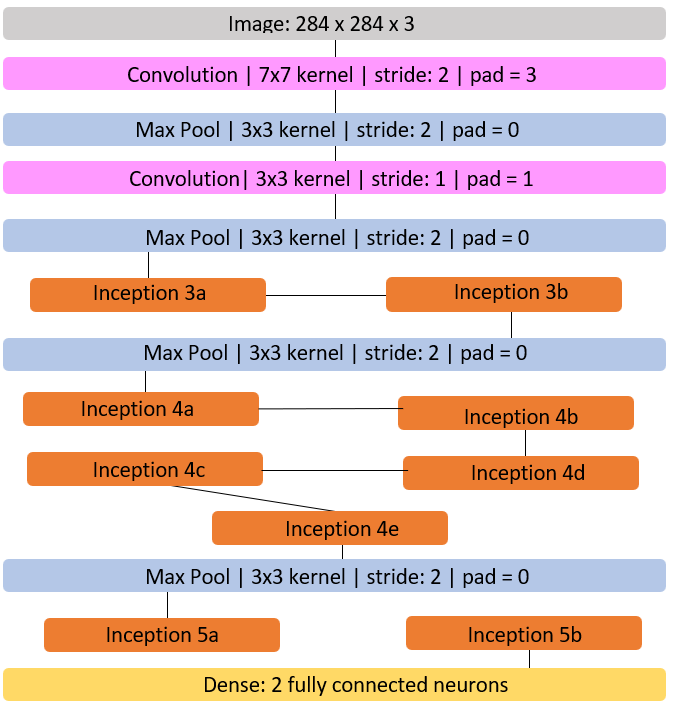 Image: 284 x 284 x 3
Convolution | 7x7 kernel | stride: 2 | pad = 3
Max Pool | 3x3 kernel | stride: 2 | pad = 0
Convolution| 3x3 kernel | stride: 1 | pad = 1
Max Pool | 3x3 kernel | stride: 2 | pad = 0
Inception 3a
Inception 3b
Max Pool | 3x3 kernel | stride: 2 | pad = 0
Inception 4a
Inception 4b
Inception 4c
Inception 4d
Inception 4e
Max Pool | 3x3 kernel | stride: 2 | pad = 0
Inception 5a
Inception 5b
Dense: 2 fully connected neurons